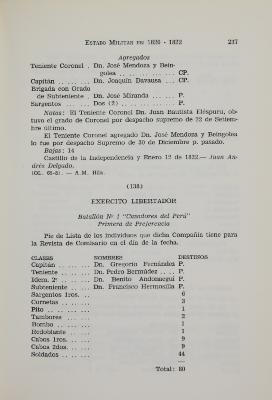 ESTADO MILITAR EN 1820 - 1822 237
Agregados
Teniente Coronel . Dn. José Mendoza y Bein-
golea .............. CP.
Capitán ........ Dn. Joaquín Davausa ... CP.
Brigada con Grado
de Subteniente . Dn. José Miranda ...... P.
Sargentos ...... Dos (2) .............. P.
Notas: El Teniente Coronel Dn. Juan Bautista Eléspuru, ob-
tuvo el grado de Coronel por despacho supremo de 22 de Setiem-
bre último.
El Teniente Coronel agregado Dn. José Mendoza y Beingolea
lo fue por despacho Supremo de 30 de Diciembre p. pasado.
Bajas: 14
Castillo de la Independencia y Enero 12 de 1822.— Juan An-
drés Delgado.
(OL. 65-8). — A.M. Hda.
(138)
EXERCITO LIBERTADOR
Batallón Nº 1 "Cazadores del Perú"
Primera de Preferencia
Pie de Lista de los individuos que dicha Compañía tiene para
la Revista de Comisario en el día de la fecha.
CLASES NOMBRES DESTINOS
Capitán ........ Dn. Gregorio Fernández P.
Teniente ....... Dn. Pedro Bermúdez .... P.
Idem. 2º ....... Dn. Benito Andonaegui P.
Subteniente .... Dn. Francisco Hermosilla P.
Sargentos 1ros. .. 6
Cornetas ....... 3
Pito ........... 1
Tambores ....... 2
Bombo .......... 1
Redoblante ..... 1
Cabos 1ros. .... 9
Cabos 2dos. .... 9
Soldados ....... 44
Total: 80